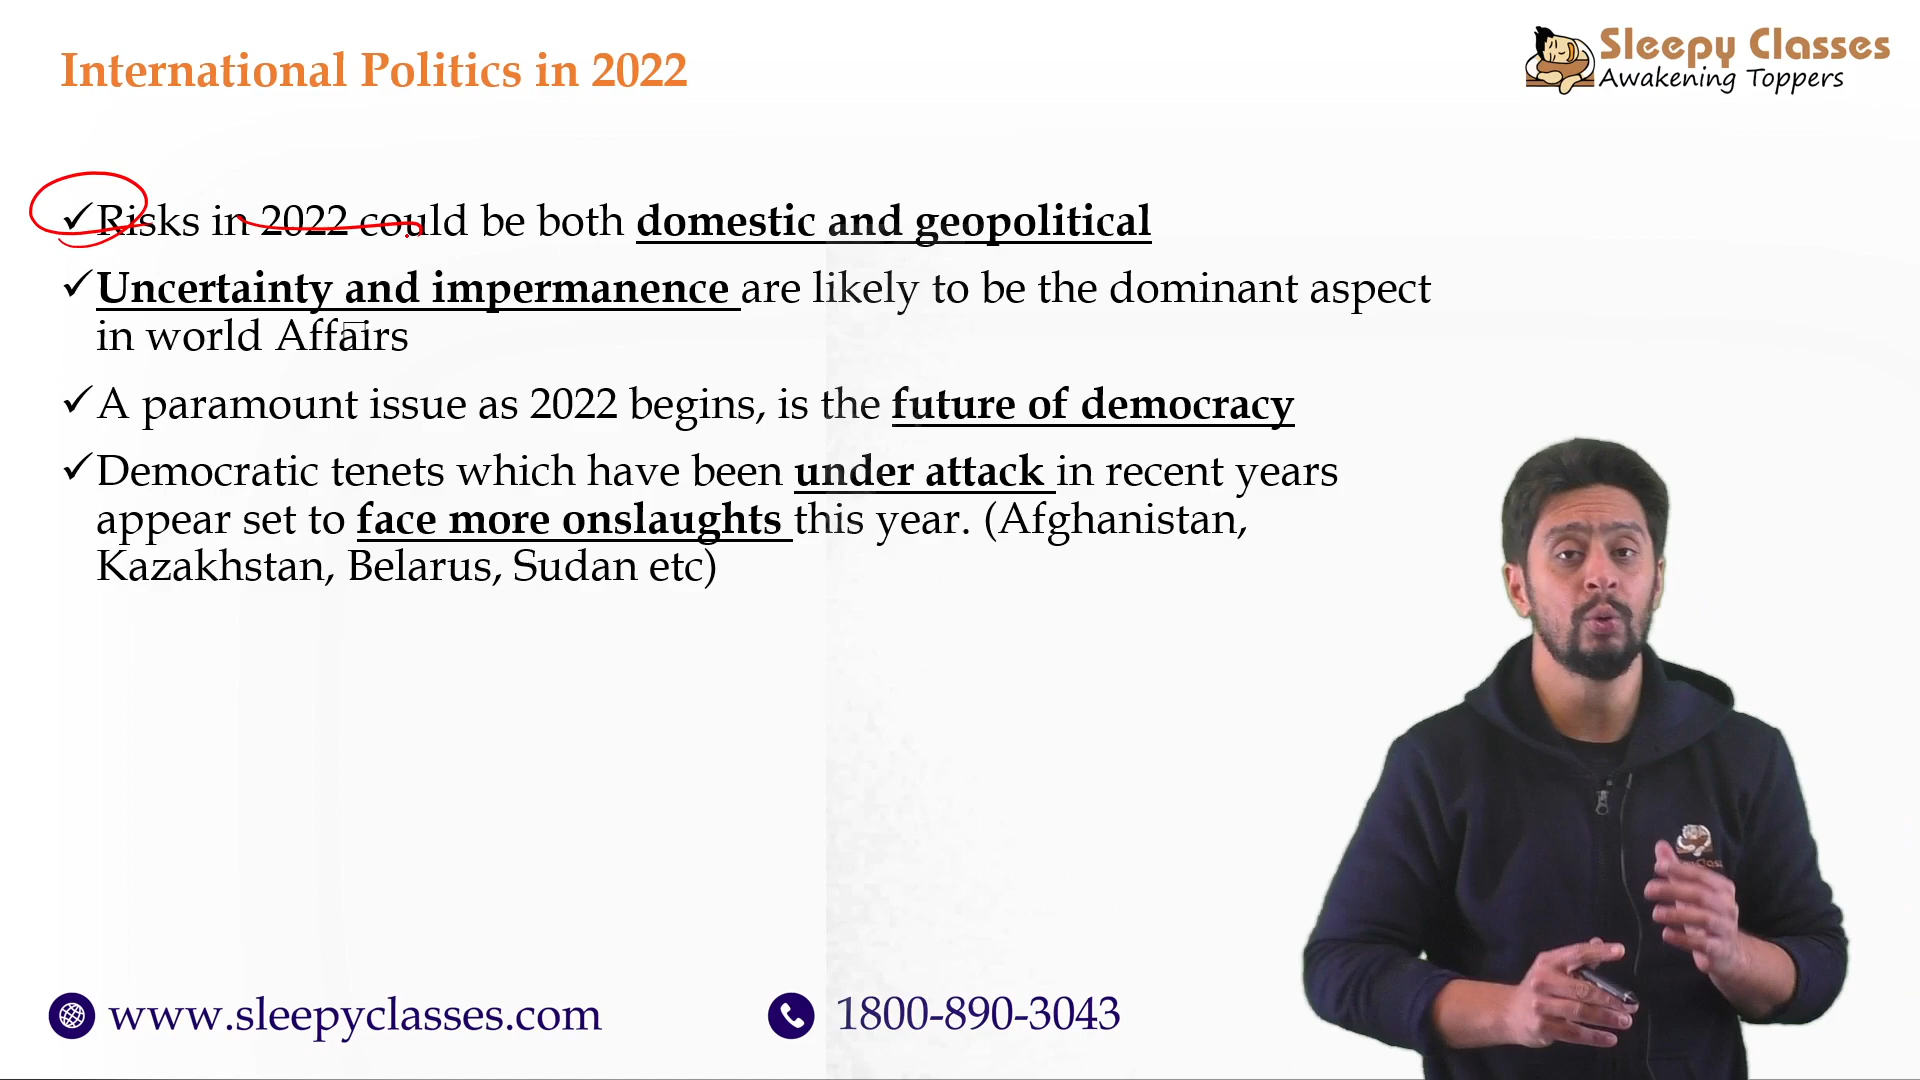 International Politics in 2022
Sleepy Classes
Awakening Toppers
✓Risks in 2022 could be both domestic and geopolitical
✓Uncertainty and impermanence are likely to be the dominant aspect
in world Affairs
✓A paramount issue as 2022 begins, is the future of democracy
✓Democratic tenets which have been under attack in recent years
appear set to face more onslaughts this year. (Afghanistan,
Kazakhstan, Belarus, Sudan etc)
www.sleepyclasses.com
1800-890-3043